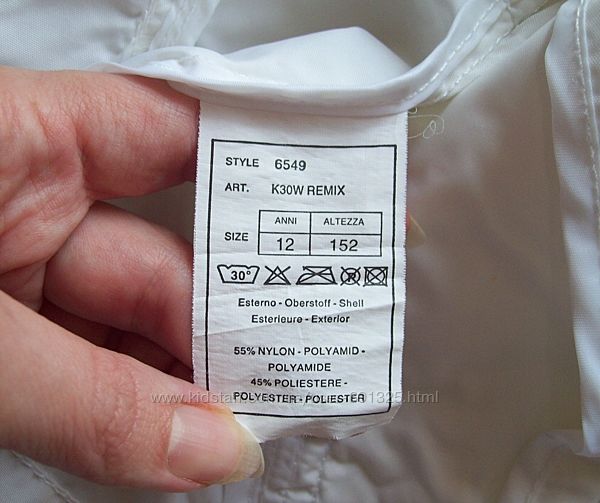 STYLE 6549
ART. K30W REMIX
ANNI ALTEZZA
SIZE 12 152
30°
Esterno - Oberstoff - Shell
Esterieure - Exterior
55% NYLON - POLYAMID -
POLYAMIDE
45% POLIESTERE -
POLYESTER - POLIESTER